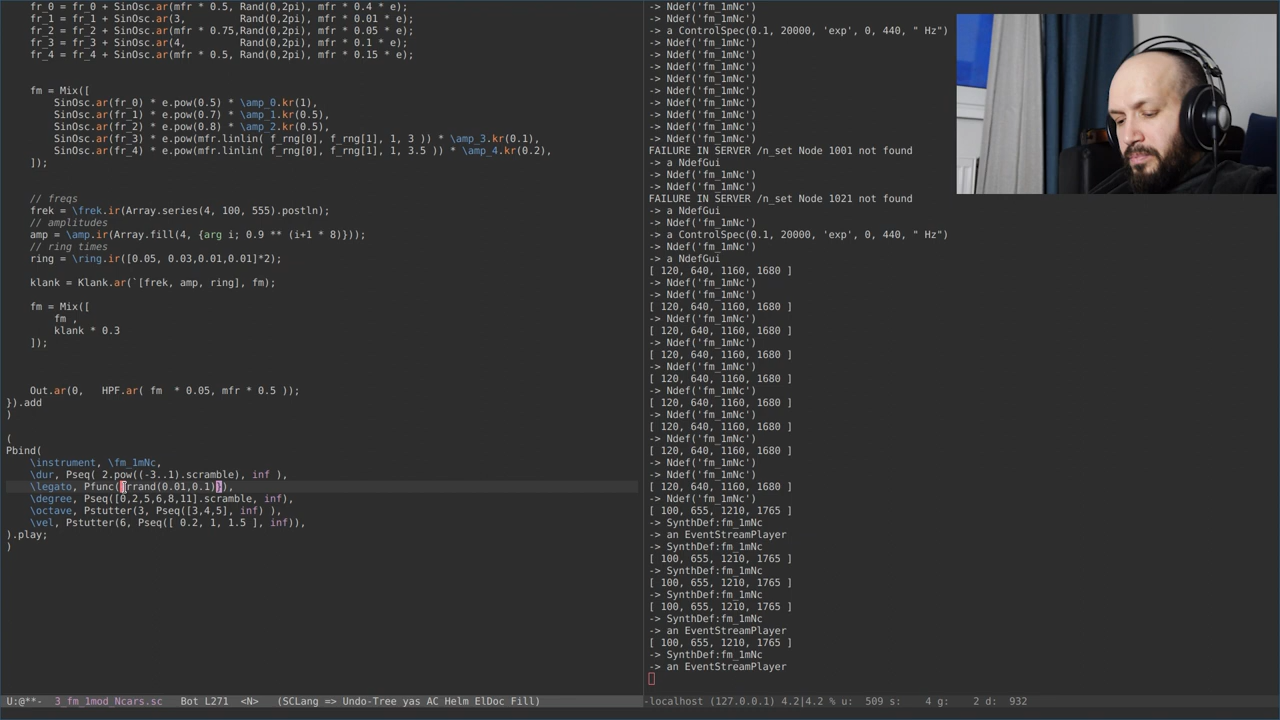 fr_0 = fr_0 + SinOsc.ar(mfr * 0.5, Rand(0,2pi), mfr * 0.4 * e);
fr_1 = fr_1 + SinOsc.ar(3,         Rand(0,2pi), mfr * 0.01 * e);
fr_2 = fr_2 + SinOsc.ar(mfr * 0.75,Rand(0,2pi), mfr * 0.05 * e);
fr_3 = fr_3 + SinOsc.ar(4,         Rand(0,2pi), mfr * 0.1 * e);
fr_4 = fr_4 + SinOsc.ar(mfr * 0.5, Rand(0,2pi), mfr * 0.15 * e);
fm = Mix([
SinOsc.ar(fr_0) * e.pow(0.5) * \amp_0.kr(1),
SinOsc.ar(fr_1) * e.pow(0.7) * \amp_1.kr(0.5),
SinOsc.ar(fr_2) * e.pow(0.8) * \amp_2.kr(0.5),
SinOsc.ar(fr_3) * e.pow(mfr.linlin( f_rng[0], f_rng[1], 1, 3 )) * \amp_3.kr(0.1),
SinOsc.ar(fr_4) * e.pow(mfr.linlin( f_rng[0], f_rng[1], 1, 3.5 )) * \amp_4.kr(0.2),
]);
// freqs
frek = \frek.ir(Array.series(4, 100, 555).postln);
// amplitudes
amp = \amp.ir(Array.fill(4, {arg i; 0.9 ** (i+1 * 8)}));
// ring times
ring = \ring.ir([0.05, 0.03,0.01,0.01]*2);
klank = Klank.ar(`[frek, amp, ring], fm);
fm = Mix([
fm ,
klank * 0.3
]);
Out.ar(0,   HPF.ar( fm  * 0.05, mfr * 0.5 ));
}).add
)
(
Pbind(
\instrument, \fm_1mNc,
\dur, Pseq( 2.pow((-3..1).scramble), inf ),
\legato, Pfunc({rrand(0.01,0.1)}),
\degree, Pseq([0,2,5,6,8,11].scramble, inf),
\octave, Pstutter(3, Pseq([3,4,5], inf) ),
\vel, Pstutter(6, Pseq([ 0.2, 1, 1.5 ], inf)),
).play;
)
U:@**-  3_fm_1mod_Ncars.sc   Bot L271  <N>  (SCLang => Undo-Tree yas AC Helm ElDoc Fill)
-> Ndef('fm_1mNc')
-> Ndef('fm_1mNc')
-> a ControlSpec(0.1, 20000, 'exp', 0, 440, " Hz")
-> Ndef('fm_1mNc')
-> Ndef('fm_1mNc')
-> Ndef('fm_1mNc')
-> Ndef('fm_1mNc')
-> Ndef('fm_1mNc')
-> Ndef('fm_1mNc')
-> Ndef('fm_1mNc')
-> Ndef('fm_1mNc')
-> Ndef('fm_1mNc')
FAILURE IN SERVER /n_set Node 1001 not found
-> a NdefGui
-> Ndef('fm_1mNc')
-> Ndef('fm_1mNc')
FAILURE IN SERVER /n_set Node 1021 not found
-> a NdefGui
-> Ndef('fm_1mNc')
-> a ControlSpec(0.1, 20000, 'exp', 0, 440, " Hz")
-> Ndef('fm_1mNc')
-> a NdefGui
[ 120, 640, 1160, 1680 ]
-> Ndef('fm_1mNc')
-> Ndef('fm_1mNc')
[ 120, 640, 1160, 1680 ]
-> Ndef('fm_1mNc')
[ 120, 640, 1160, 1680 ]
-> Ndef('fm_1mNc')
[ 120, 640, 1160, 1680 ]
-> Ndef('fm_1mNc')
[ 120, 640, 1160, 1680 ]
-> Ndef('fm_1mNc')
[ 120, 640, 1160, 1680 ]
-> Ndef('fm_1mNc')
[ 120, 640, 1160, 1680 ]
-> Ndef('fm_1mNc')
[ 120, 640, 1160, 1680 ]
-> Ndef('fm_1mNc')
-> Ndef('fm_1mNc')
[ 120, 640, 1160, 1680 ]
-> Ndef('fm_1mNc')
[ 100, 655, 1210, 1765 ]
-> SynthDef:fm_1mNc
-> an EventStreamPlayer
-> SynthDef:fm_1mNc
[ 100, 655, 1210, 1765 ]
-> SynthDef:fm_1mNc
[ 100, 655, 1210, 1765 ]
-> SynthDef:fm_1mNc
[ 100, 655, 1210, 1765 ]
-> SynthDef:fm_1mNc
-> an EventStreamPlayer
[ 100, 655, 1210, 1765 ]
-> SynthDef:fm_1mNc
-> an EventStreamPlayer
-localhost (127.0.0.1) 4.2|4.2 % u:  509 s:    4 g:    2 d:  932